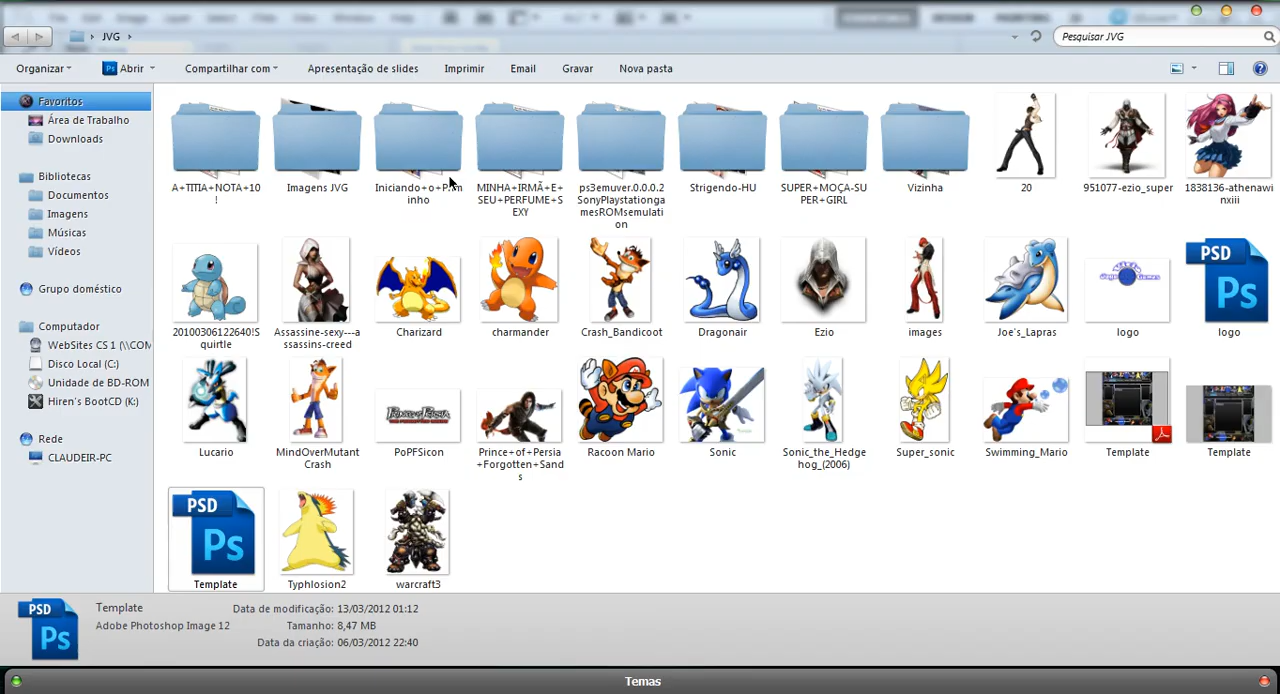 JVG
Pesquisar JVG
Organizar
Ps
Abrir
Compartilhar com
Apresentação de slides
Imprimir
Email
Gravar
Nova pasta
Favoritos
Área de Trabalho
Downloads
Bibliotecas
Documentos
Imagens
Músicas
Vídeos
Grupo doméstico
Computador
WebSites CS 1 (\\CON
Disco Local (C:)
Unidade de BD-ROM
Hiren's BootCD (K:)
Rede
CLAUDEIR-PC
A+TITIA+NOTA+10
!
Imagens JVG
Iniciando+o+P
inho
MINHA+IRMÃ+E+
SEU+PERFUME+S
EXY
ps3emuver.0.0.0.2
SonyPlaystationga
mesROMsemulati
on
Strigendo-HU
SUPER+MOÇA-SU
PER+GIRL
Vizinha
20
951077-ezio_super
1838136-athenawi
nxiii
20100306122640!S
quirtle
Assassine-sexy---a
ssassins-creed
Charizard
charmander
Crash_Bandicoot
Dragonair
Ezio
images
Joe's_Lapras
logo
PSD
Ps
logo
Lucario
MindOverMutant
Crash
PoPFSicon
Prince+of+Persia
+Forgotten+Sand
s
Racoon Mario
Sonic
Sonic_the_Hedge
hog_(2006)
Super_sonic
Swimming_Mario
Template
Template
PSD
Ps
Template
Typhlosion2
warcraft3
PSD
Ps
Template
Adobe Photoshop Image 12
Data de modificação: 13/03/2012 01:12
Tamanho: 8,47 MB
Data da criação: 06/03/2012 22:40
Temas